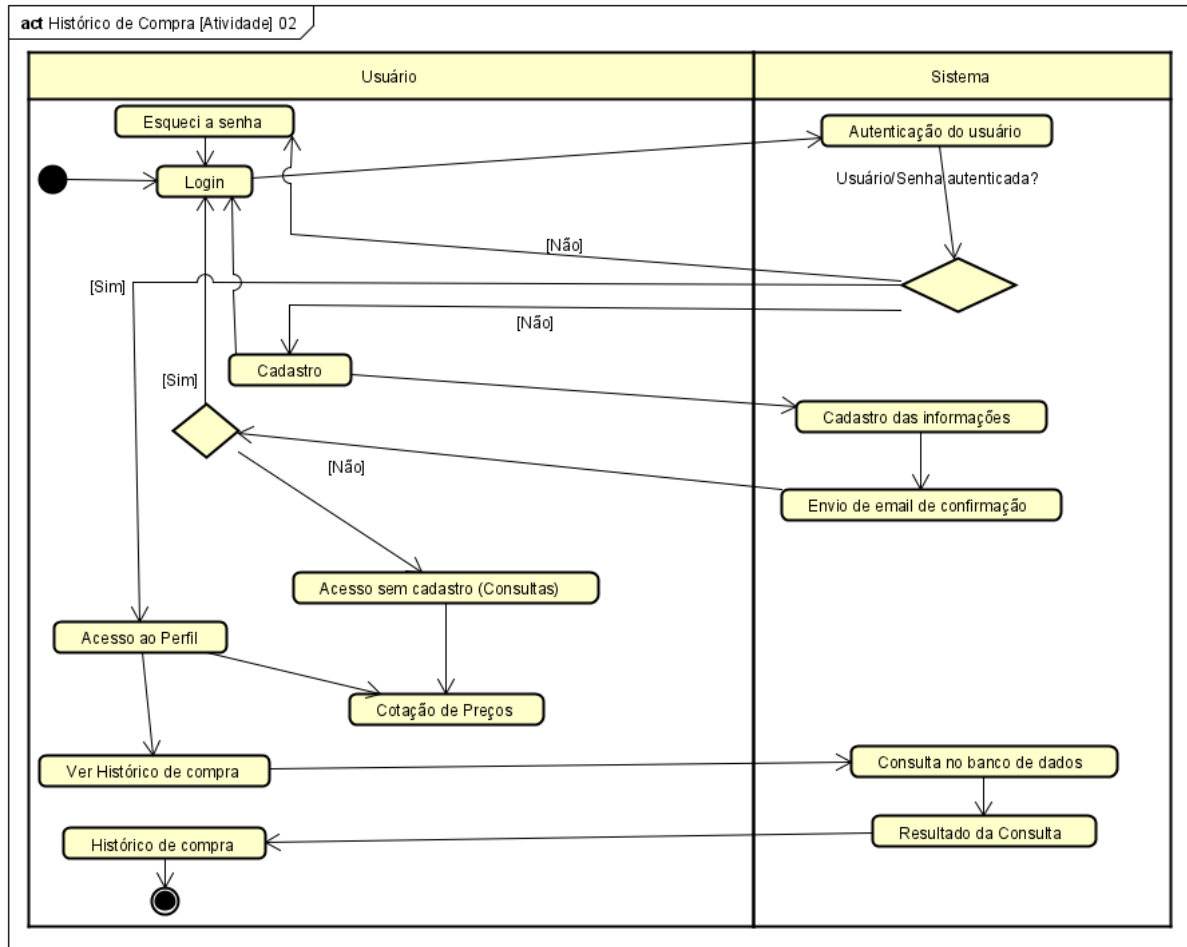 act Histórico de Compra [Atividade] 02
Usuário
Sistema
Esqueci a senha
Autenticação do usuário
Login
Usuário/Senha autenticada?
[Não]
[Sim]
[Não]
Cadastro
[Sim]
Cadastro das informações
[Não]
Envio de email de confirmação
Acesso sem cadastro (Consultas)
Acesso ao Perfil
Cotação de Preços
Ver Histórico de compra
Consulta no banco de dados
Histórico de compra
Resultado da Consulta